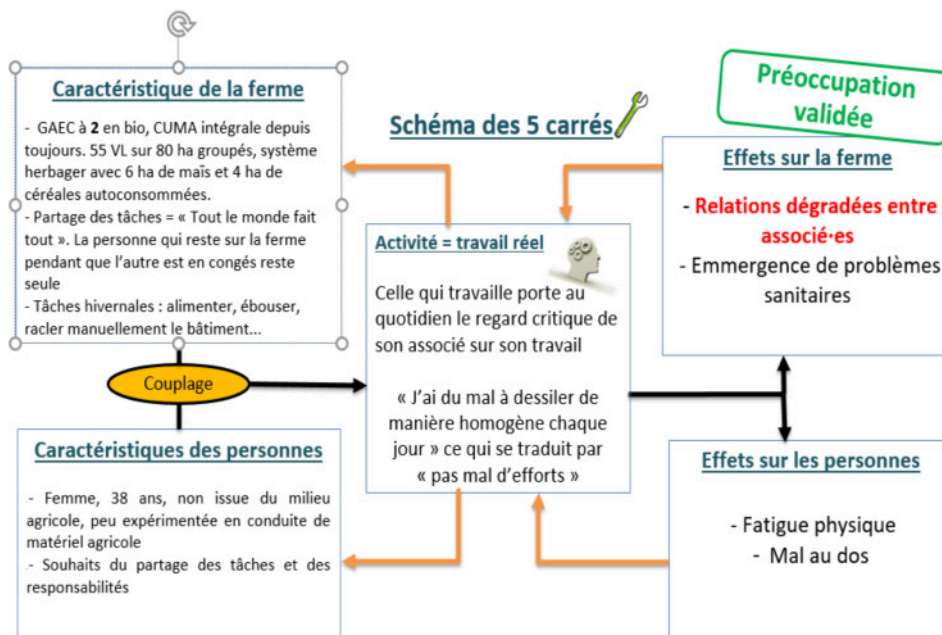 Caractéristique de la ferme
- GAEC à 2 en bio, CUMA intégrale depuis
toujours. 55 VL sur 80 ha groupés, système
herbager avec 6 ha de maïs et 4 ha de
céréales autoconsommées.
- Partage des tâches = « Tout le monde fait
tout ». La personne qui reste sur la ferme
pendant que l'autre est en congés reste
seule
- Tâches hivernales : alimenter, ébouser,
racler manuellement le bâtiment...
Schéma des 5 carrés
Préoccupation
validée
Effets sur la ferme
- Relations dégradées entre
associé·es
- Emmergence de problèmes
sanitaires
Activité = travail réel
Celle qui travaille porte au
quotidien le regard critique de
son associé sur son travail
« J'ai du mal à dessiler de
manière homogène chaque
jour » ce qui se traduit par
« pas mal d'efforts »
Couplage
Caractéristiques des personnes
- Femme, 38 ans, non issue du milieu
agricole, peu expérimentée en conduite de
matériel agricole
- Souhaits du partage des tâches et des
responsabilités
Effets sur les personnes
- Fatigue physique
- Mal au dos